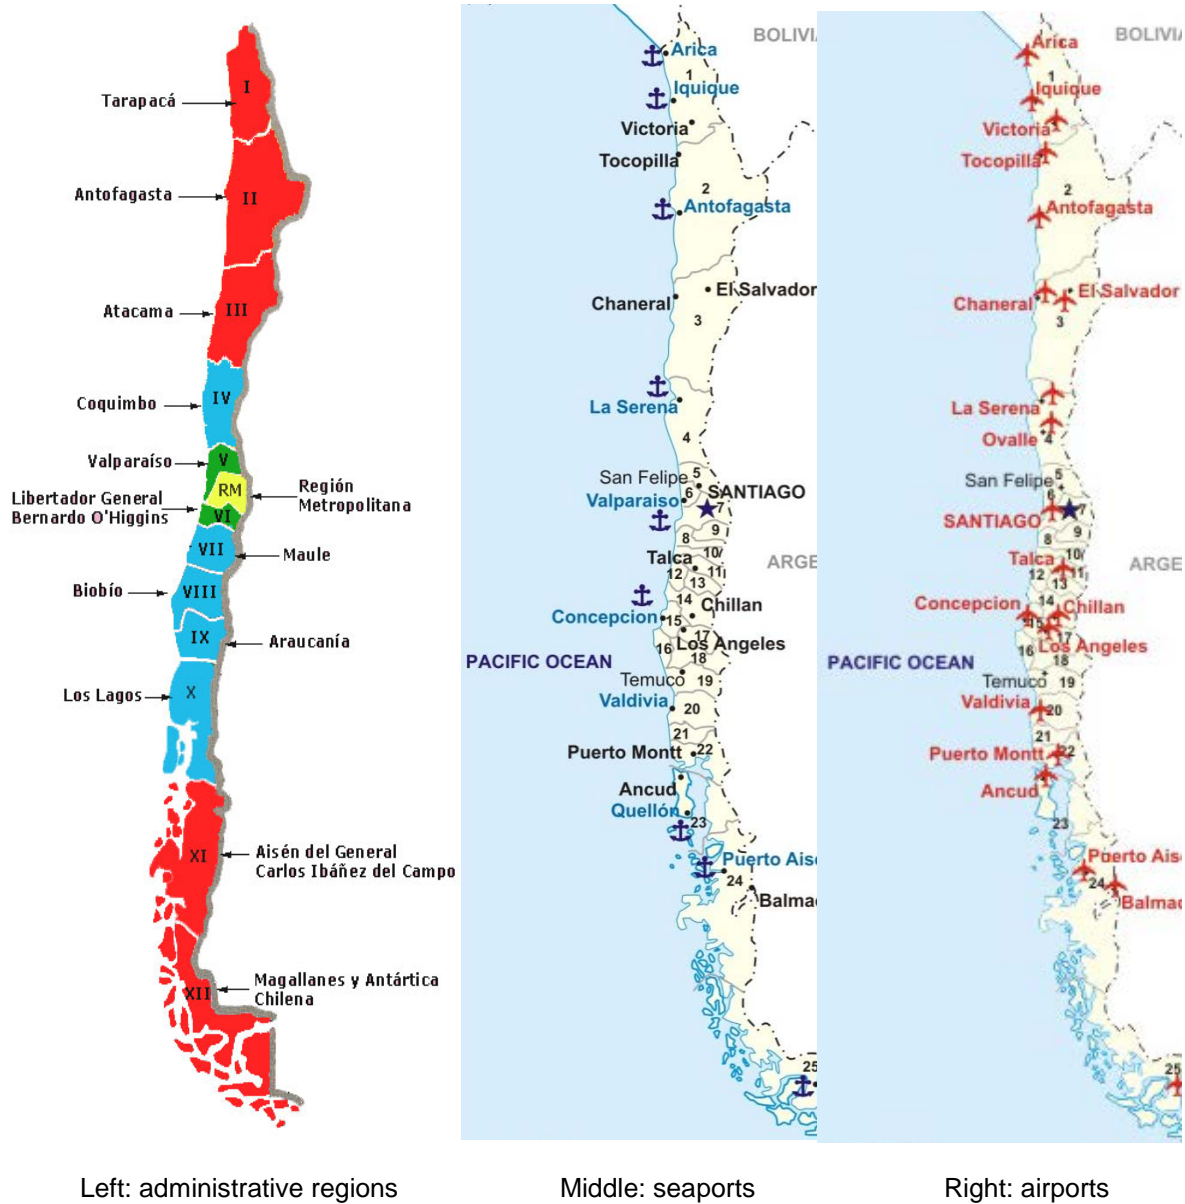 I
Tarapacá
Antofagasta
II
Atacama
III
Coquimbo
IV
Valparaíso
V
RM
Región
Metropolitana
Libertador General
Bernardo O'Higgins
VI
VII
Maule
Biobío
VIII
IX
Araucanía
Los Lagos
X
XI
Aisén del General
Carlos Ibáñez del Campo
XII
Magallanes y Antártica
Chilena
BOLIVI
Arica
1
Iquique
Victoria
Tocopilla
2
Antofagasta
Chaneral
El Salvador
3
La Serena
4
5
San Felipe
6
SANTIAGO
Valparaiso
7
9
8
10
Talca
11
12
13
ARGE
14
Chillan
Concepcion
15
17
16
Los Angeles
18
PACIFIC OCEAN
Temuco
19
Valdivia
20
21
Puerto Montt
22
Ancud
Quellón
23
Puerto Aise
24
Balmac
25
BOLIVI
Arica
1
Iquique
Victoria
Tocopilla
2
Antofagasta
Chaneral
El Salvador
3
La Serena
Ovalle
4
5
San Felipe
6
SANTIAGO
7
9
8
10
Talca
11
12
13
ARGE
14
Concepcion
Chillan
15
17
16
Los Angeles
18
PACIFIC OCEAN
Temuco
19
Valdivia
20
21
Puerto Montt
22
Ancud
23
Puerto Aise
24
Balmac
25
Left: administrative regions
Middle: seaports
Right: airports